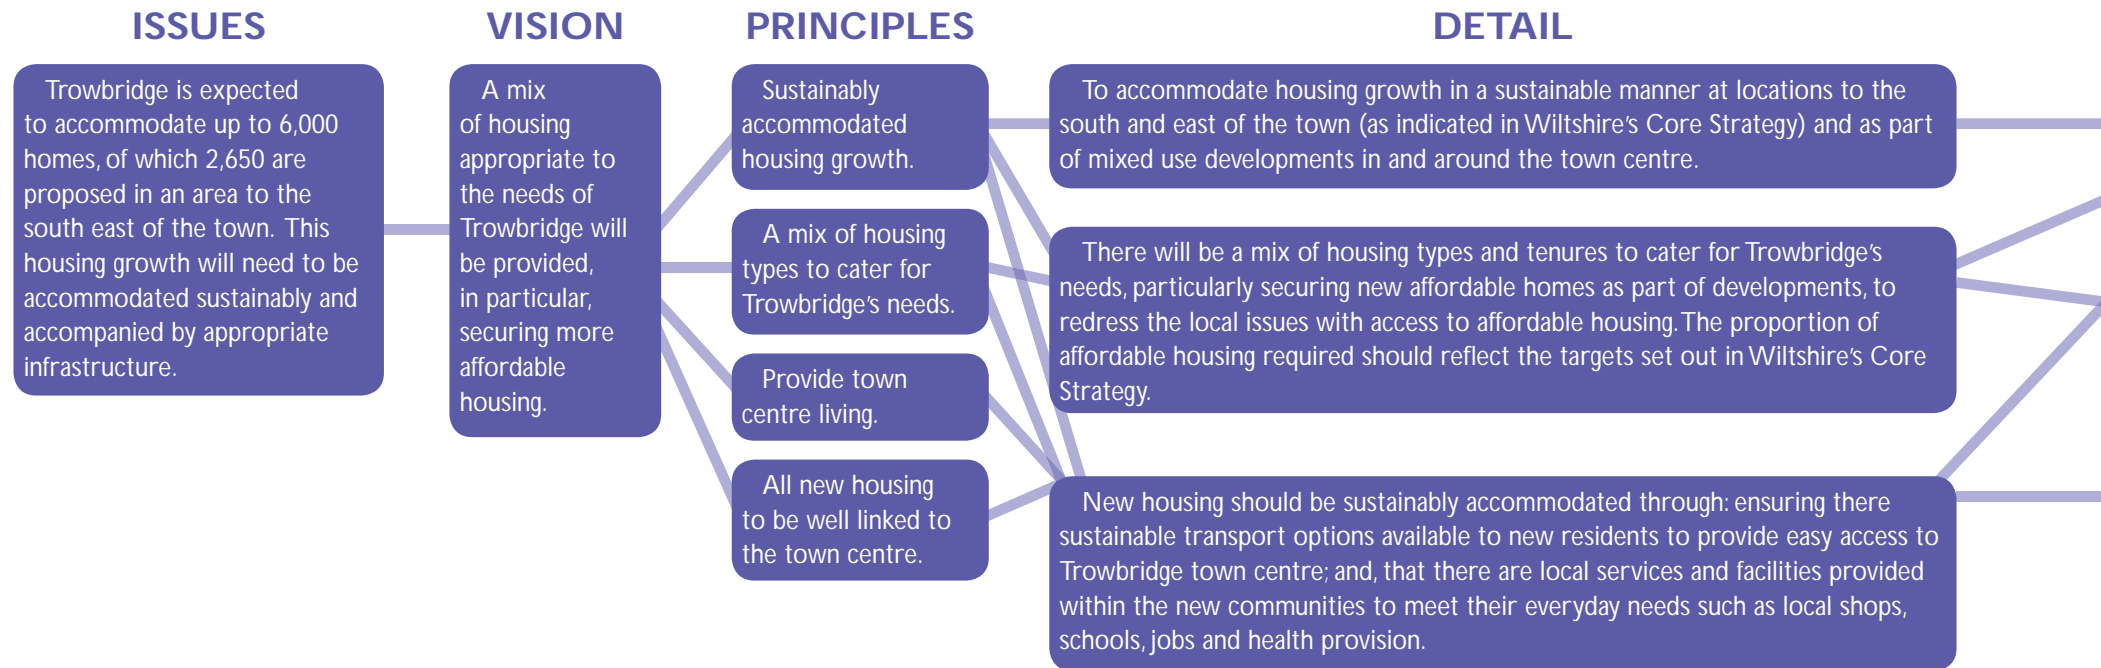 ISSUES
VISION
PRINCIPLES
DETAIL
Trowbridge is expected
to accommodate up to 6,000
homes, of which 2,650 are
proposed in an area to the
south east of the town. This
housing growth will need to be
accommodated sustainably and
accompanied by appropriate
infrastructure.
A mix
of housing
appropriate to
the needs of
Trowbridge will
be provided,
in particular,
securing more
affordable
housing.
Sustainably
accommodated
housing growth.
A mix of housing
types to cater for
Trowbridge's needs.
Provide town
centre living.
All new housing
to be well linked to
the town centre.
To accommodate housing growth in a sustainable manner at locations to the
south and east of the town (as indicated in Wiltshire's Core Strategy) and as part
of mixed use developments in and around the town centre.
There will be a mix of housing types and tenures to cater for Trowbridge's
needs, particularly securing new affordable homes as part of developments, to
redress the local issues with access to affordable housing. The proportion of
affordable housing required should reflect the targets set out in Wiltshire's Core
Strategy.
New housing should be sustainably accommodated through: ensuring there
sustainable transport options available to new residents to provide easy access to
Trowbridge town centre; and, that there are local services and facilities provided
within the new communities to meet their everyday needs such as local shops,
schools, jobs and health provision.